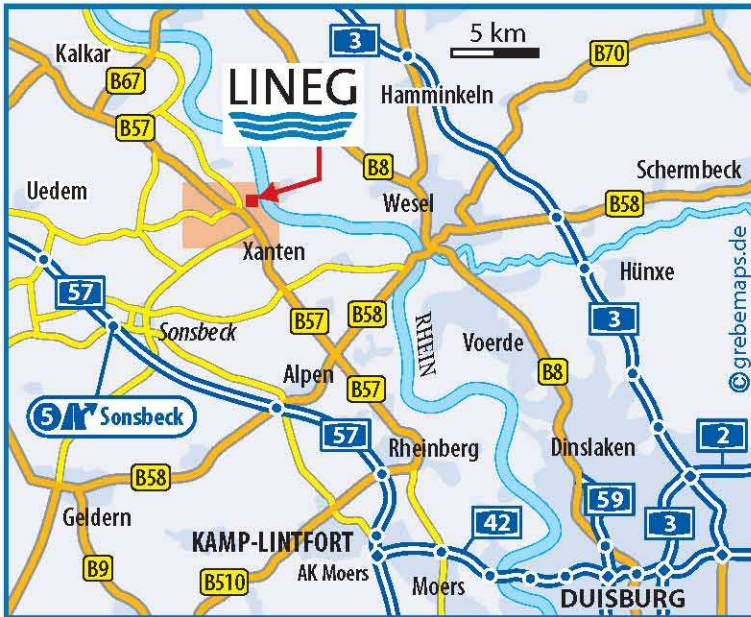 3
5 km
B70
Kalkar
B67
LINEG
Hamminkeln
B57
B8
Schermbeck
Uedem
Wesel
B58
Xanten
Hünxe
57
B57
B58
RHEIN
3
Sonsbeck
Voerde
Alpen
B8
B57
5 Sonsbeck
57
2
Rheinberg
Dinslaken
B58
59
Geldern
42
3
KAMP-LINTFORT
B9
AK Moers
B510
Moers
DUISBURG
© grebemaps.de